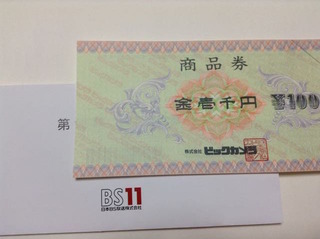 商品券
金壱千円
¥100
株式会社 ビックカメラ
第
BS11
日本BS放送株式会社